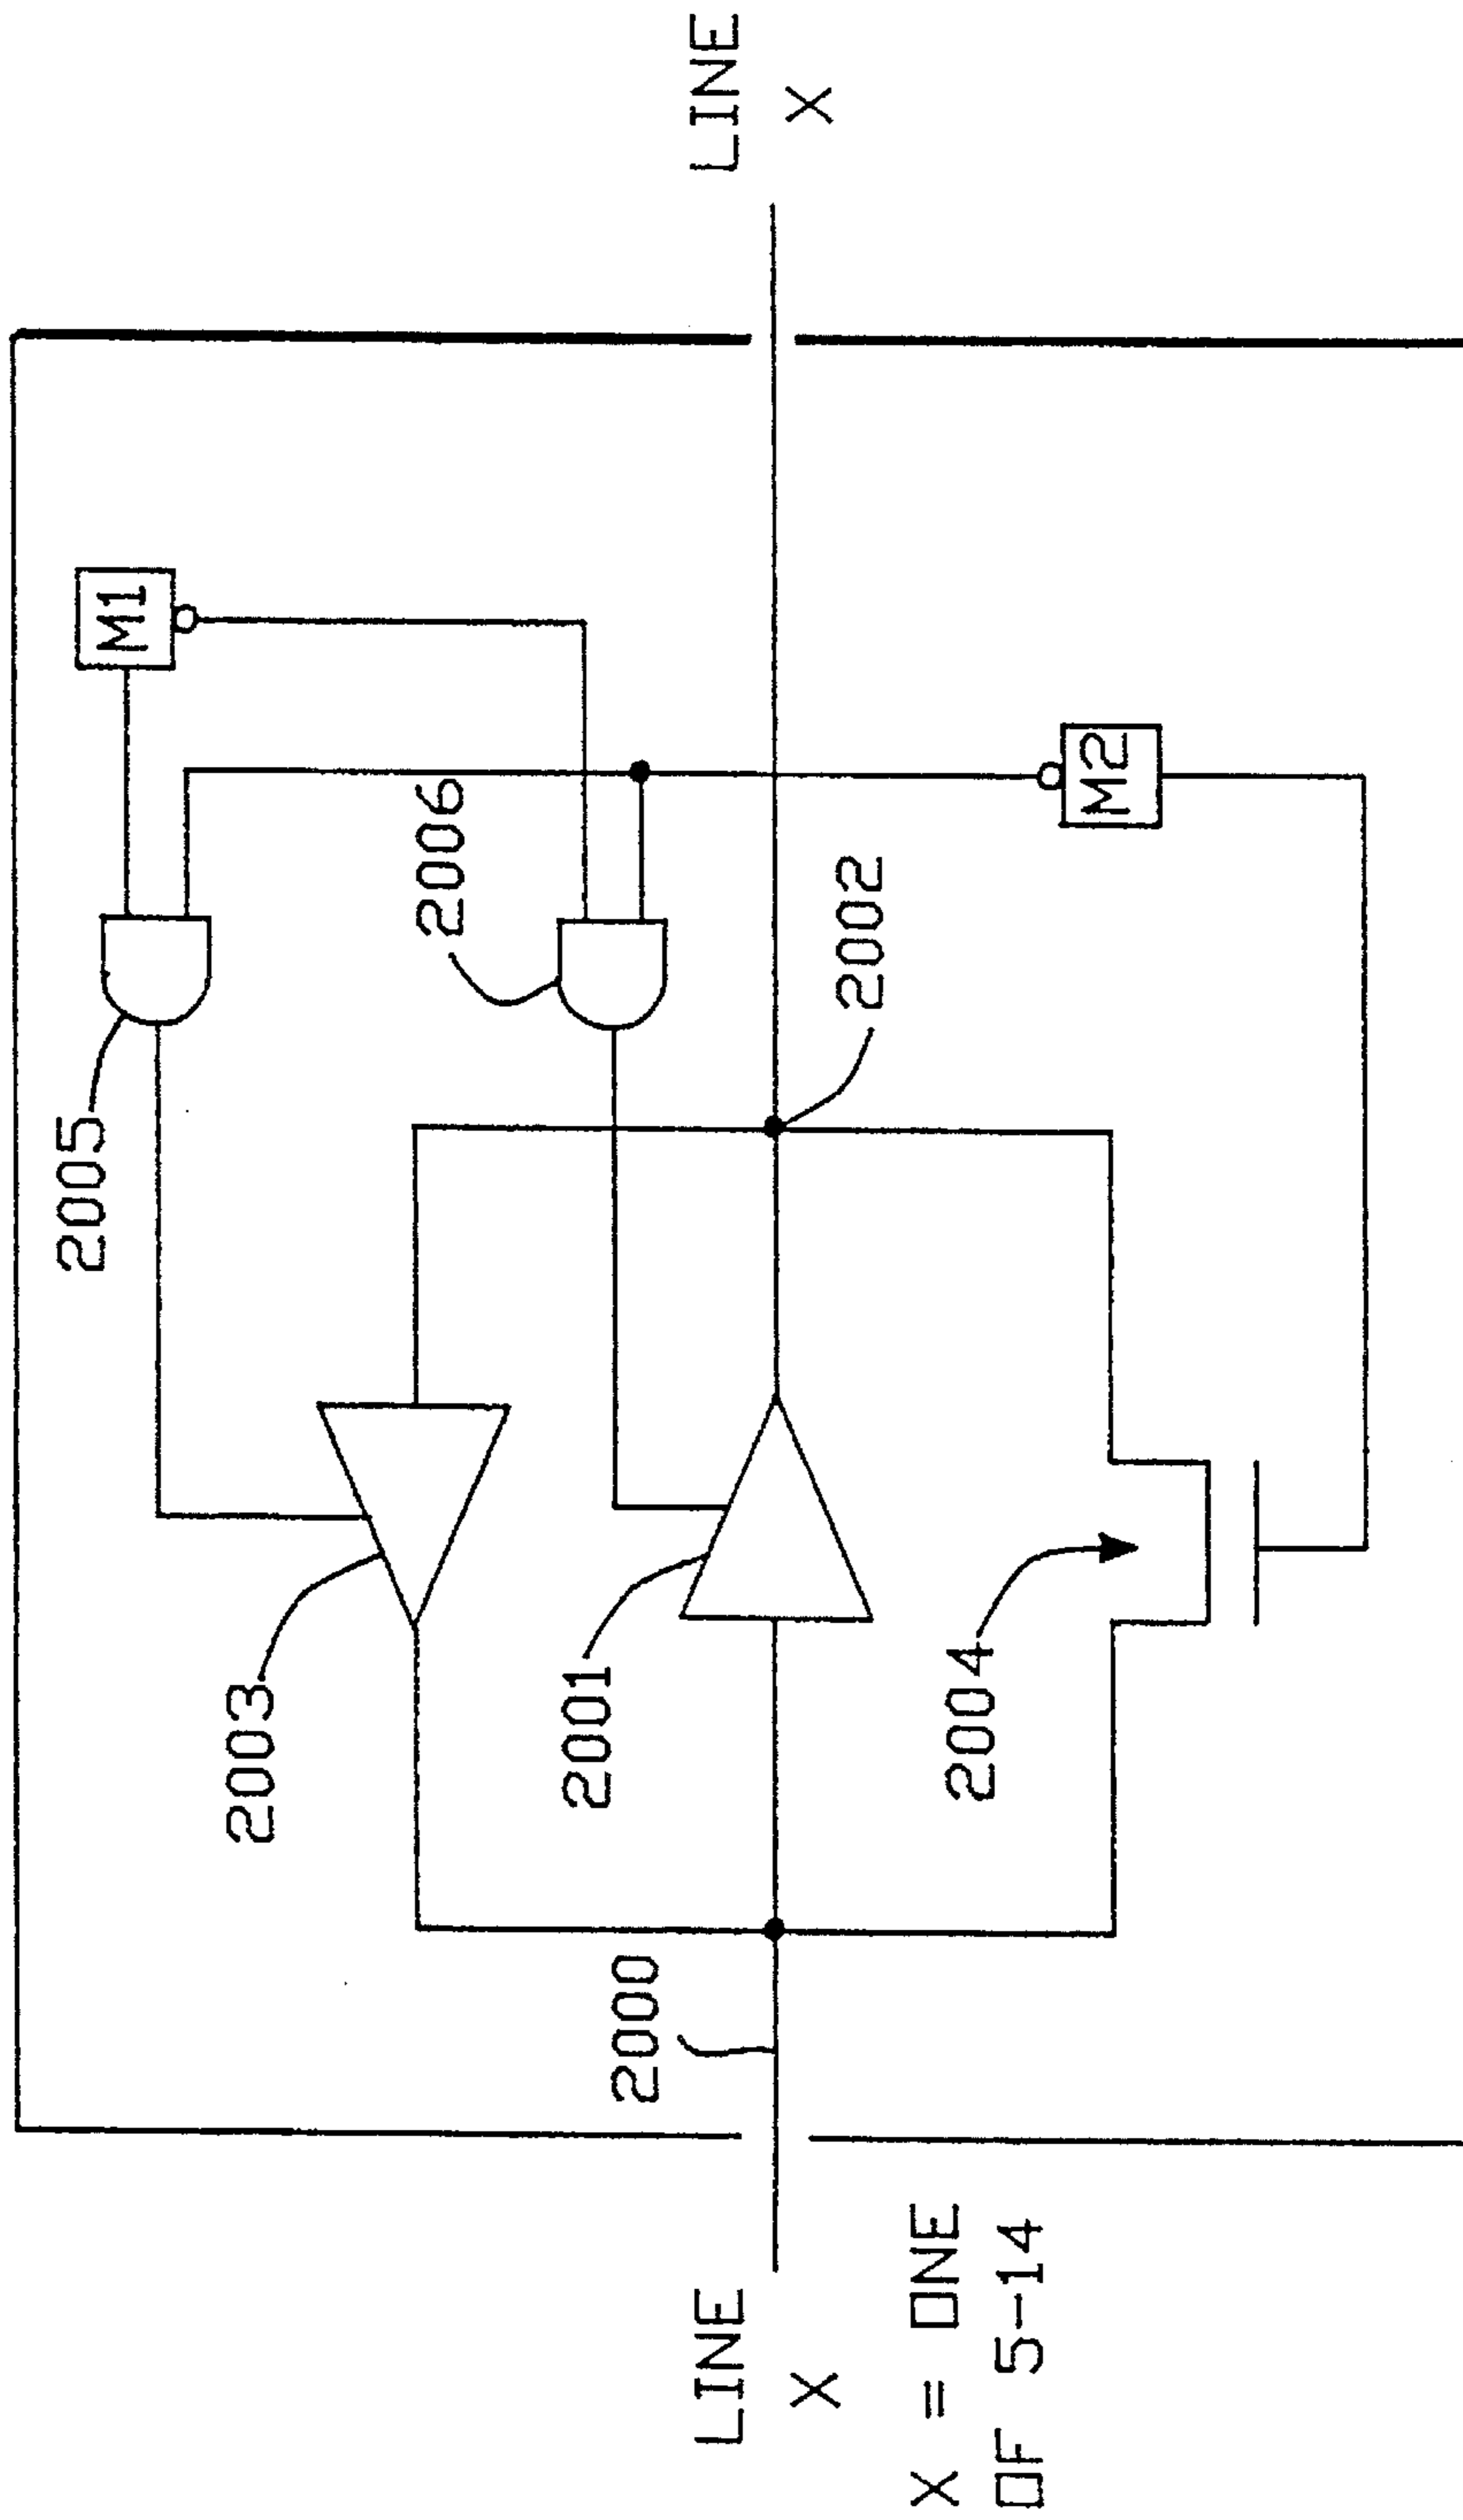 2005
M1
2003
2006
2001
2000
LINE
X
LINE
X
2002
2004
M2
X = ONE
OF 5-14